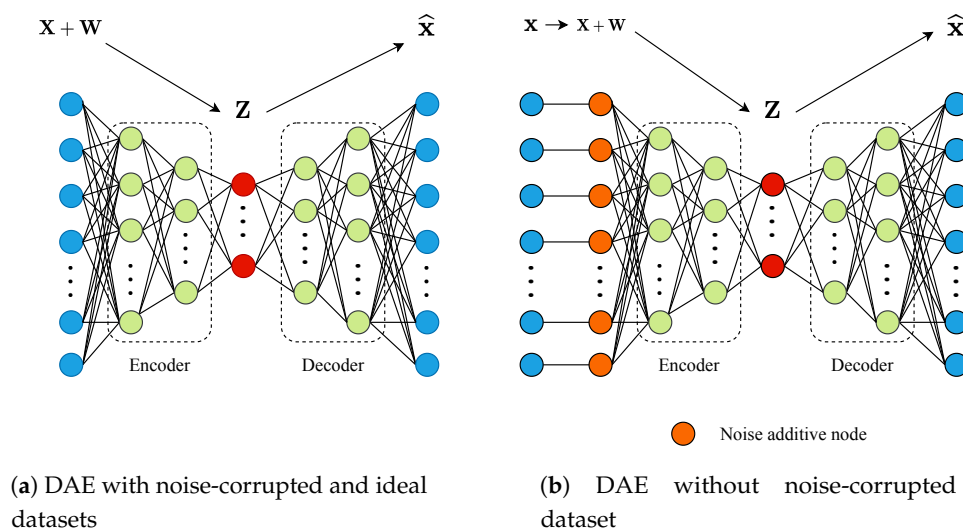 X + W
x̂
Z
Encoder
Decoder
x → x + w
x̂
Z
Encoder
Decoder
Noise additive node
(a) DAE with noise-corrupted and ideal
datasets
(b) DAE without noise-corrupted
dataset